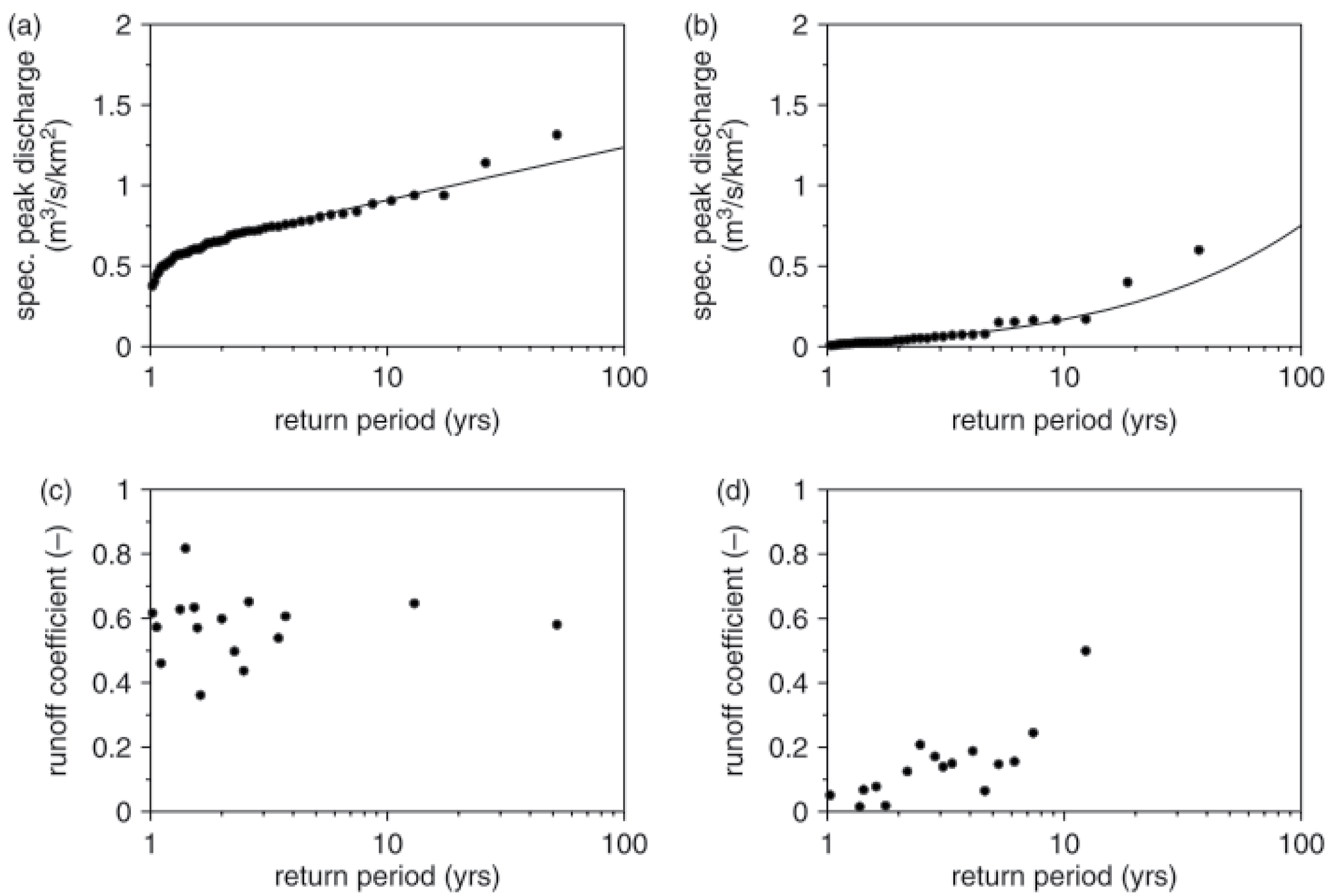 (a)
spec. peak discharge
(m³/s/km²)
2
1.5
1
0.5
0
1
10
100
return period (yrs)
(b)
spec. peak discharge
(m³/s/km²)
2
1.5
1
0.5
0
1
10
100
return period (yrs)
(c)
runoff coefficient (–)
1
0.8
0.6
0.4
0.2
0
1
10
100
return period (yrs)
(d)
runoff coefficient (–)
1
0.8
0.6
0.4
0.2
0
1
10
100
return period (yrs)